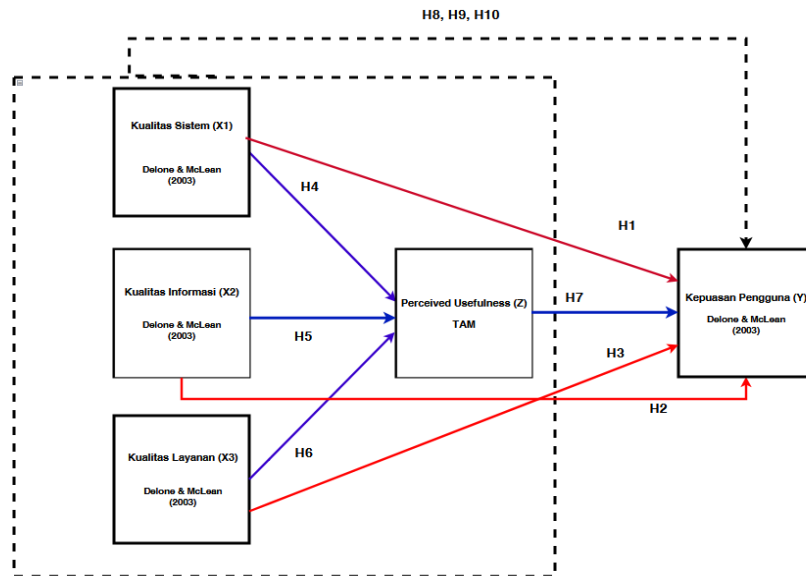 H8, H9, H10
Kualitas Sistem (X1)
Delone & McLean
(2003)
H4
H1
Kualitas Informasi (X2)
Delone & McLean
(2003)
H5
Perceived Usefulness (Z)
TAM
H7
Kepuasan Pengguna (Y)
Delone & McLean
(2003)
H3
H2
Kualitas Layanan (X3)
Delone & McLean
(2003)
H6